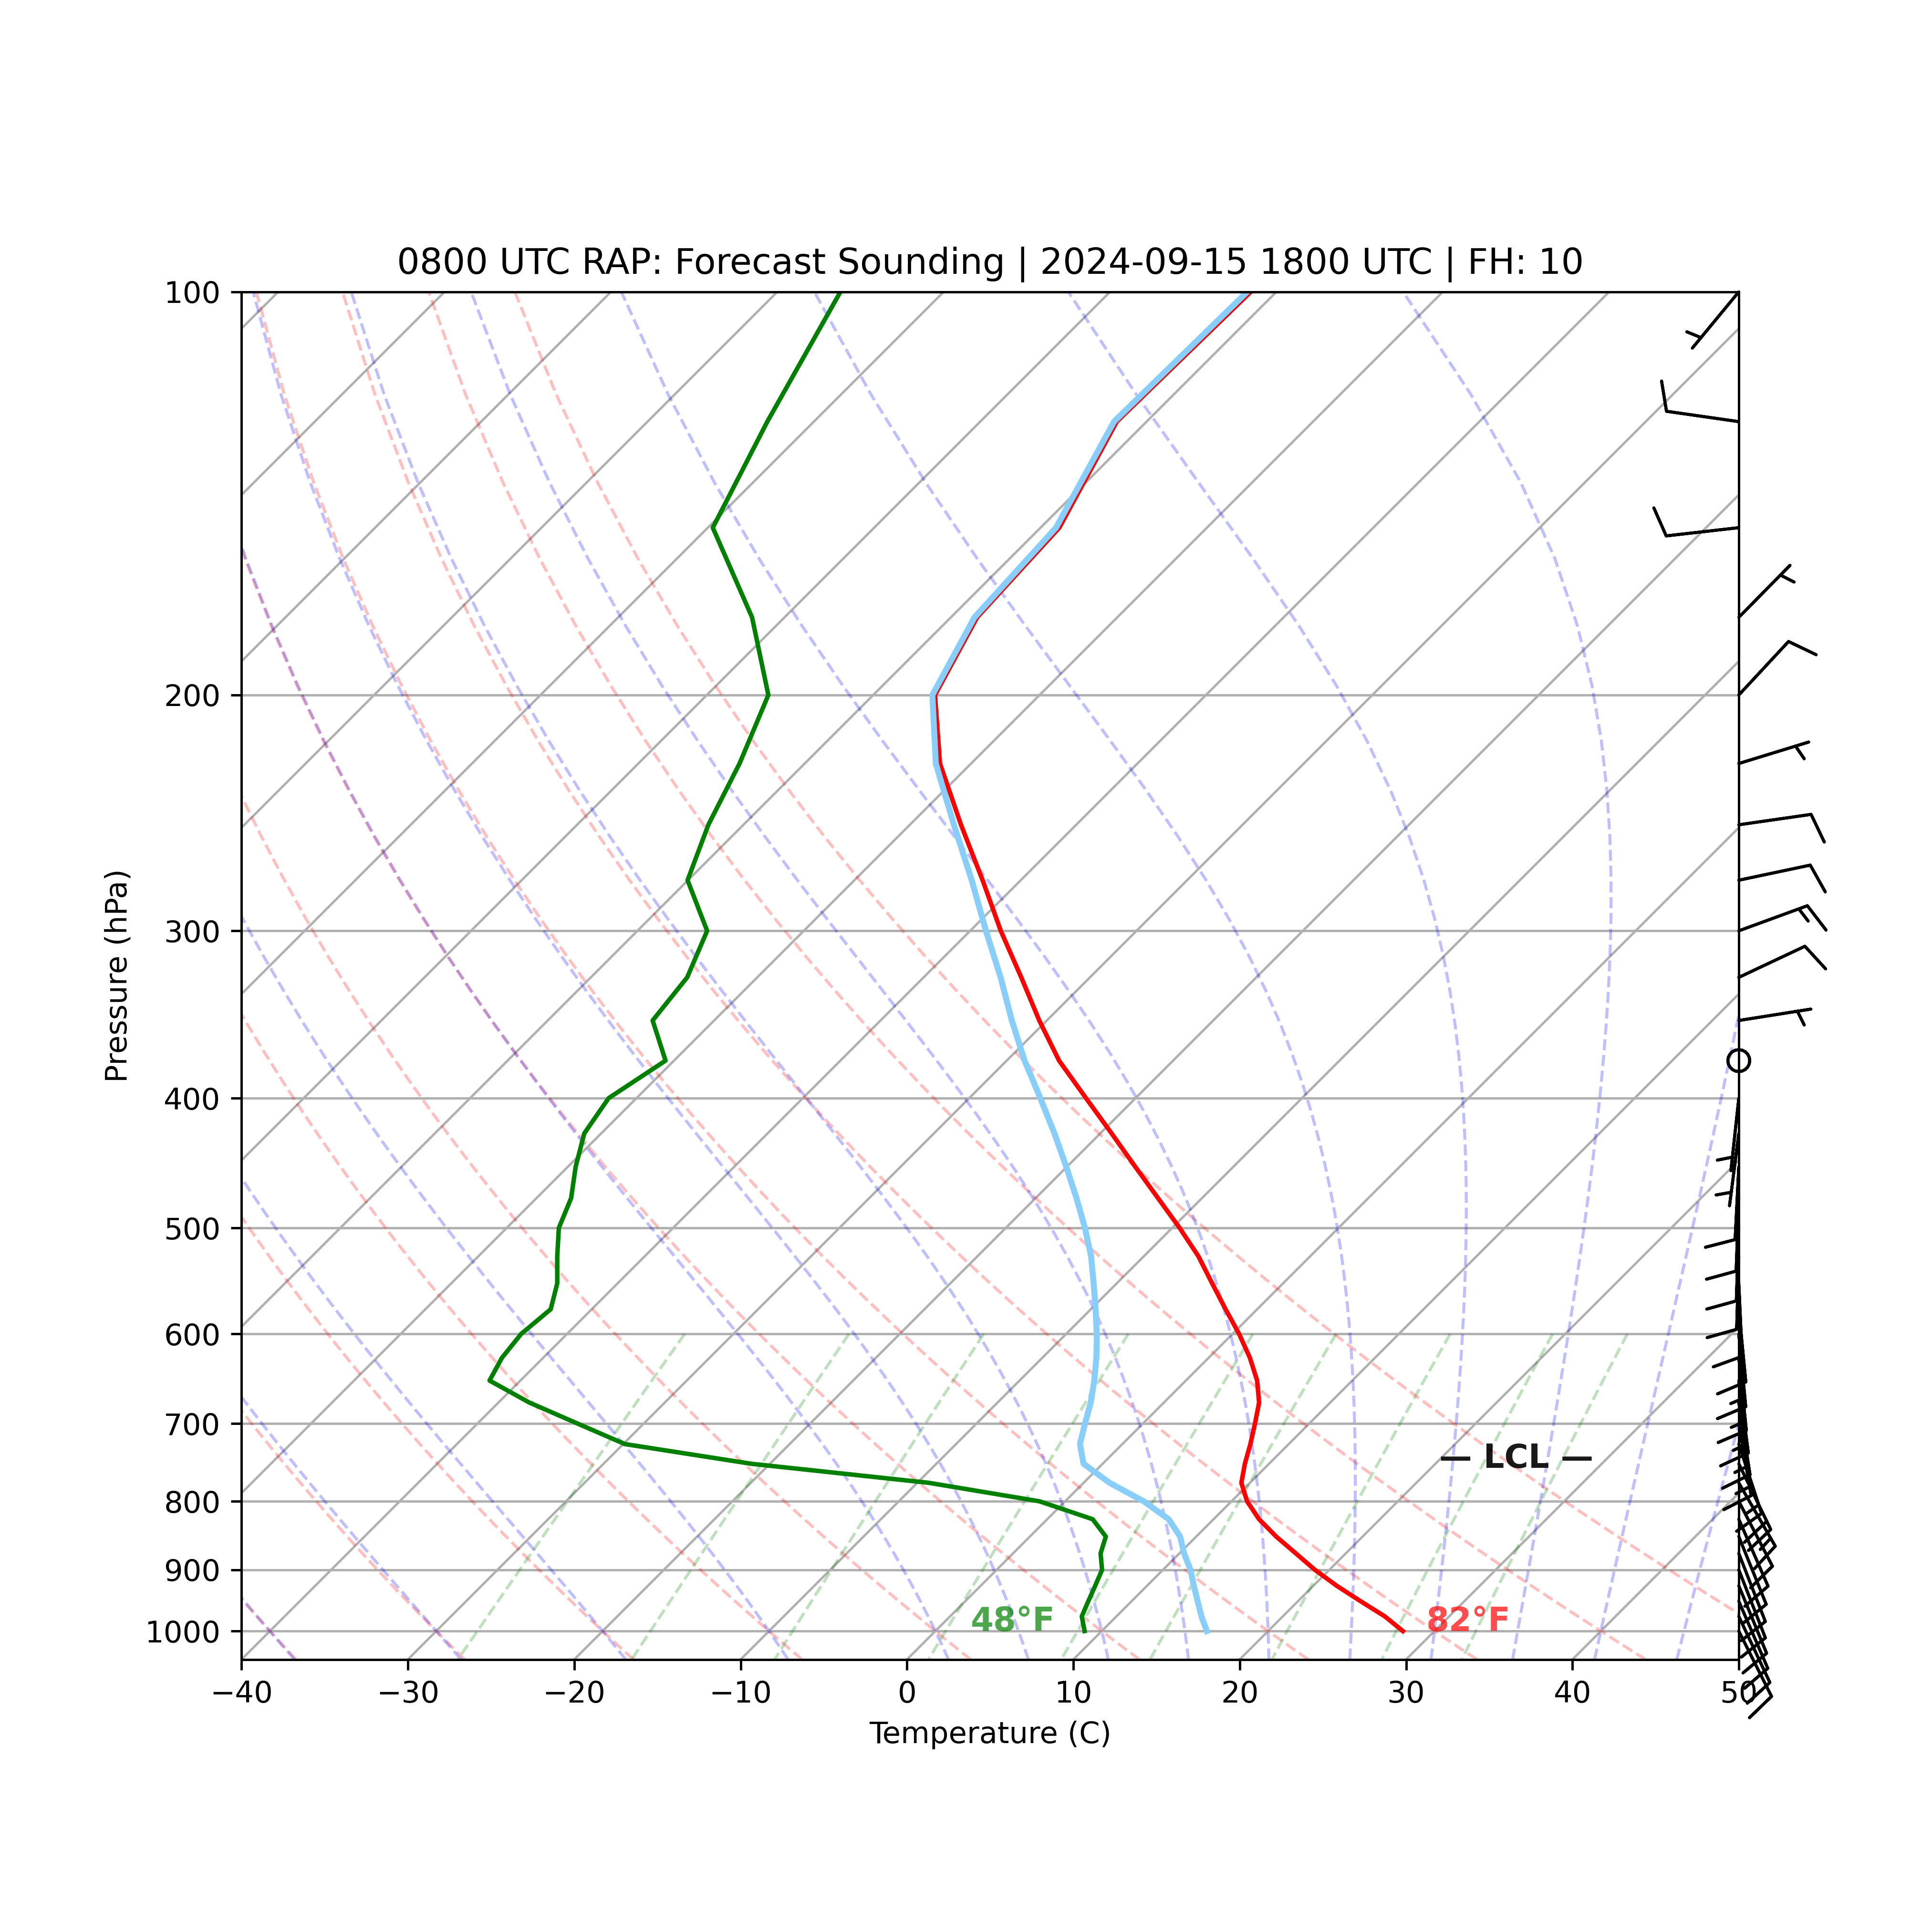 0800 UTC RAP: Forecast Sounding | 2024-09-15 1800 UTC | FH: 10
100
200
300
400
500
600
700
800
900
1000
Pressure (hPa)
— LCL —
48°F
82°F
−40 −30 −20 −10 0 10 20 30 40 50
Temperature (C)